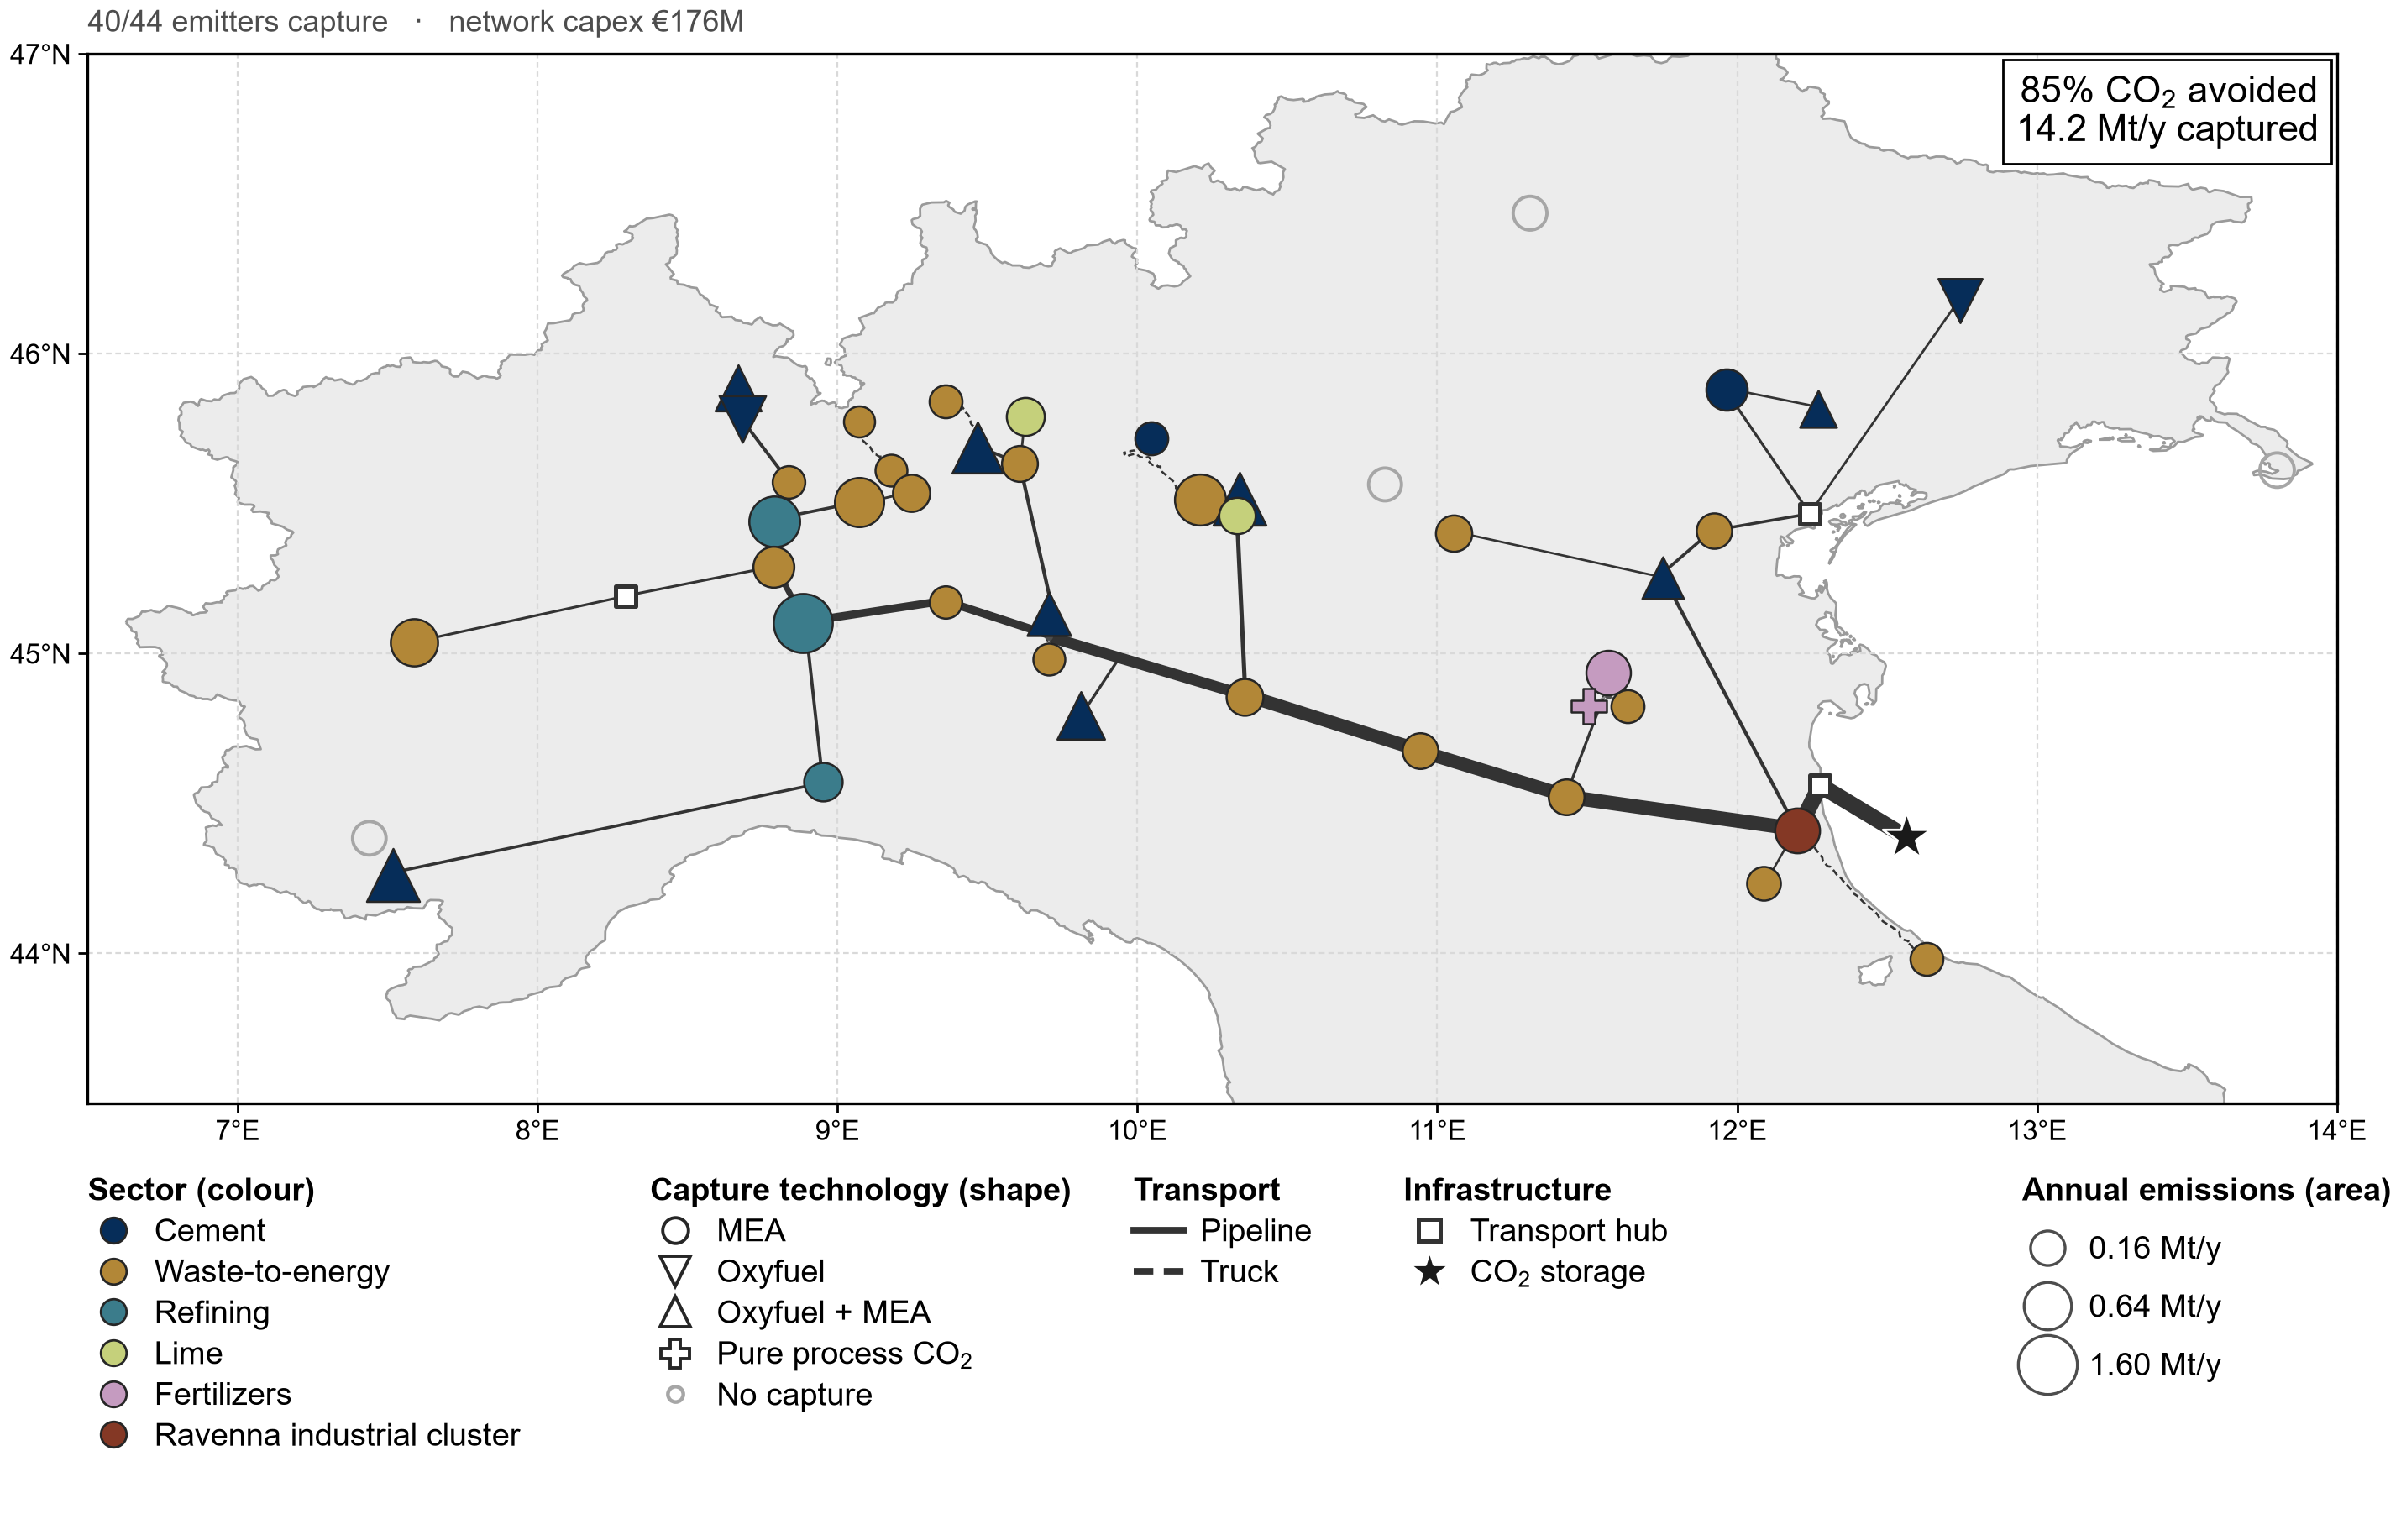 40/44 emitters capture · network capex €176M
47°N
46°N
45°N
44°N
85% CO₂ avoided
14.2 Mt/y captured
7°E 8°E 9°E 10°E 11°E 12°E 13°E 14°E
Sector (colour)
Cement
Waste-to-energy
Refining
Lime
Fertilizers
Ravenna industrial cluster
Capture technology (shape)
MEA
Oxyfuel
Oxyfuel + MEA
Pure process CO₂
No capture
Transport
Pipeline
Truck
Infrastructure
Transport hub
CO₂ storage
Annual emissions (area)
0.16 Mt/y
0.64 Mt/y
1.60 Mt/y